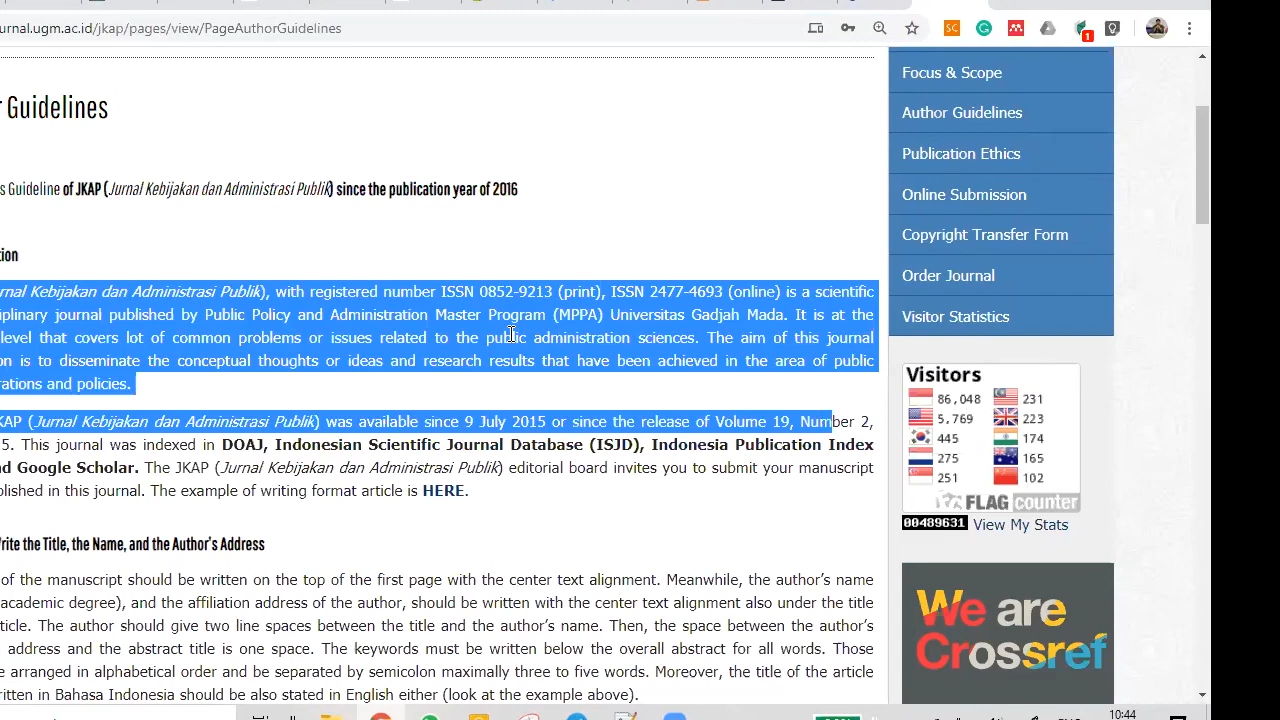 urnal.ugm.ac.id/jkap/pages/view/PageAuthorGuidelines
SC
1
r Guidelines
s Guideline of JKAP (Jurnal Kebijakan dan Administrasi Publik) since the publication year of 2016
tion
rnal Kebijakan dan Administrasi Publik), with registered number ISSN 0852-9213 (print), ISSN 2477-4693 (online) is a scientific
iplinary journal published by Public Policy and Administration Master Program (MPPA) Universitas Gadjah Mada. It is at the
level that covers lot of common problems or issues related to the public administration sciences. The aim of this journal
on is to disseminate the conceptual thoughts or ideas and research results that have been achieved in the area of public
rations and policies.
KAP (Jurnal Kebijakan dan Administrasi Publik) was available since 9 July 2015 or since the release of Volume 19, Number 2,
5. This journal was indexed in DOAJ, Indonesian Scientific Journal Database (ISJD), Indonesia Publication Index
nd Google Scholar. The JKAP (Jurnal Kebijakan dan Administrasi Publik) editorial board invites you to submit your manuscript
blished in this journal. The example of writing format article is HERE.
Write the Title, the Name, and the Author's Address
of the manuscript should be written on the top of the first page with the center text alignment. Meanwhile, the author's name
academic degree), and the affiliation address of the author, should be written with the center text alignment also under the title
ticle. The author should give two line spaces between the title and the author's name. Then, the space between the author's
address and the abstract title is one space. The keywords must be written below the overall abstract for all words. Those
e arranged in alphabetical order and be separated by semicolon maximally three to five words. Moreover, the title of the article
ritten in Bahasa Indonesia should be also stated in English either (look at the example above).
Focus & Scope
Author Guidelines
Publication Ethics
Online Submission
Copyright Transfer Form
Order Journal
Visitor Statistics
Visitors
86,048 231
5,769 223
445 174
275 165
251 102
FLAG counter
00489631 View My Stats
We are
Crossref
10:44